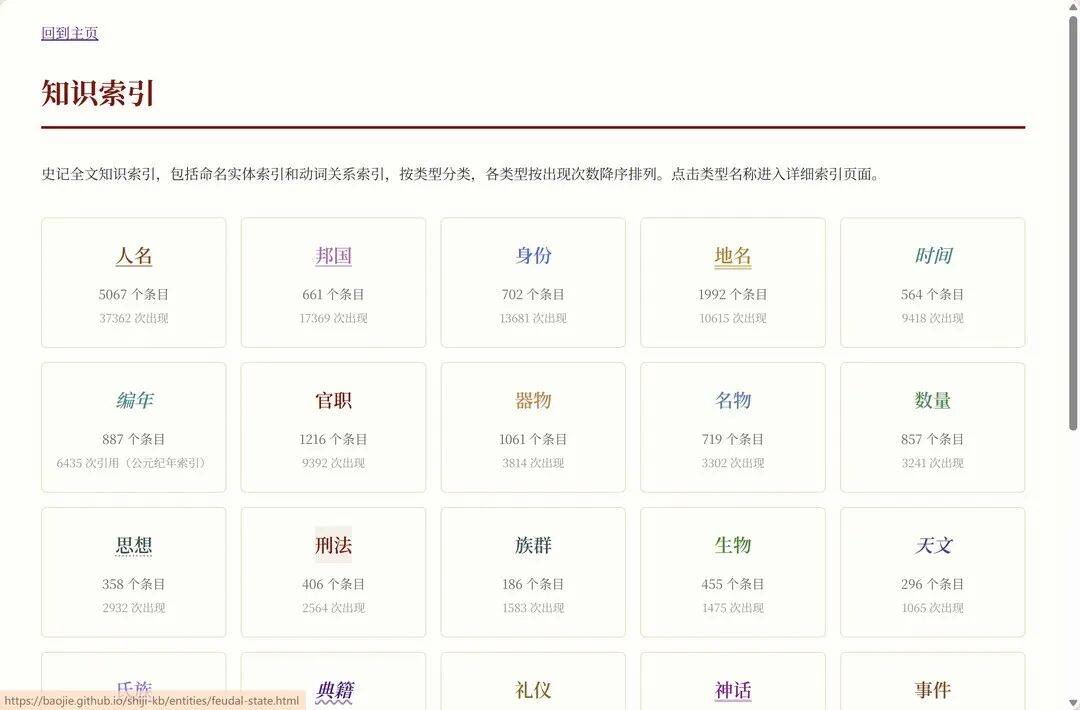 回到主页
知识索引
史记全文知识索引，包括命名实体索引和动词关系索引，按类型分类，各类型按出现次数降序排列。点击类型名称进入详细索引页面。
人名
5067 个条目
37362 次出现
邦国
661 个条目
17369 次出现
身份
702 个条目
13681 次出现
地名
1992 个条目
10615 次出现
时间
564 个条目
9418 次出现
编年
887 个条目
6435 次引用（公元纪年索引）
官职
1216 个条目
9392 次出现
器物
1061 个条目
3814 次出现
名物
719 个条目
3302 次出现
数量
857 个条目
3241 次出现
思想
358 个条目
2932 次出现
刑法
406 个条目
2564 次出现
族群
186 个条目
1583 次出现
生物
455 个条目
1475 次出现
天文
296 个条目
1065 次出现
氏族
典籍
礼仪
神话
事件
https://baojie.github.io/shiji-kb/entities/feudal-state.html